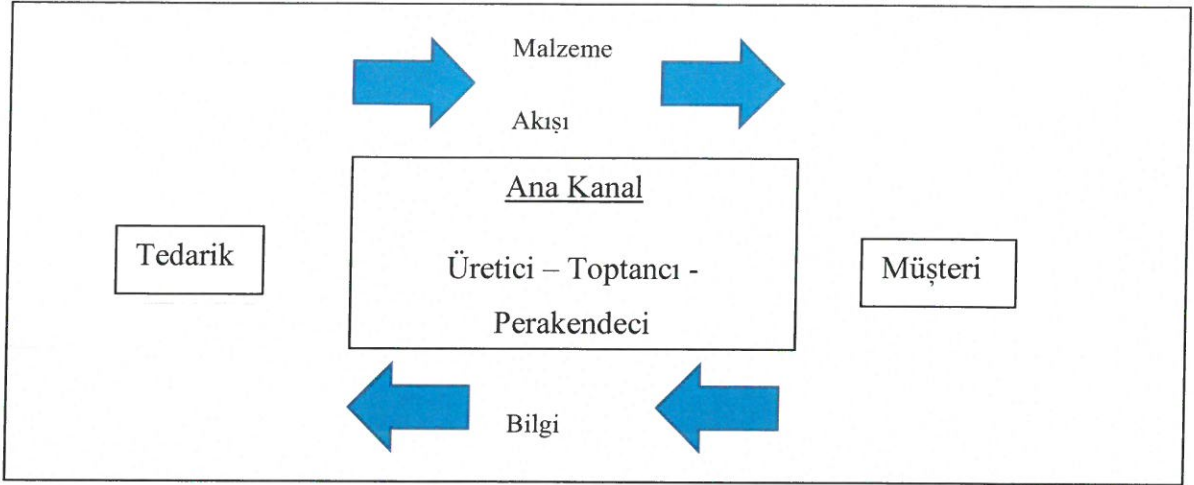 Malzeme
Akışı
Ana Kanal
Tedarik
Üretici – Toptancı -
Perakendeci
Müşteri
Bilgi